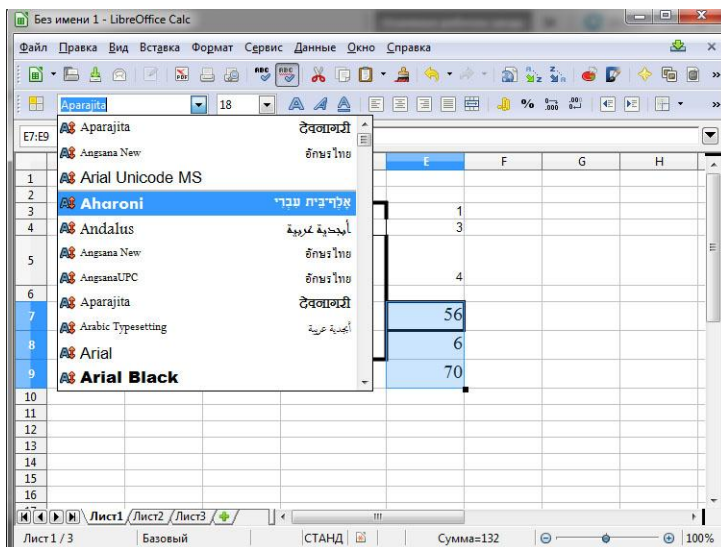 Без имени 1 - LibreOffice Calc
Файл Правка Вид Вставка Формат Сервис Данные Окно Справка
Aparajita 18
E7:E9
Aparajita देवनागरी
Angsana New อักษรไทย
Arial Unicode MS
Aharoni אָלֶף־בֵּית עִבְרִי
Andalus أبجدية عربية
Angsana New อักษรไทย
AngsanaUPC อักษรไทย
Aparajita देवनागरी
Arabic Typesetting أبجدية عربية
Arial
Arial Black
E F G H
1
2
3 1
4 3
5 4
6
7 56
8 6
9 70
10
11
12
13
14
15
16
Лист1 Лист2 Лист3
Лист 1 / 3 Базовый СТАНД Сумма=132 100%